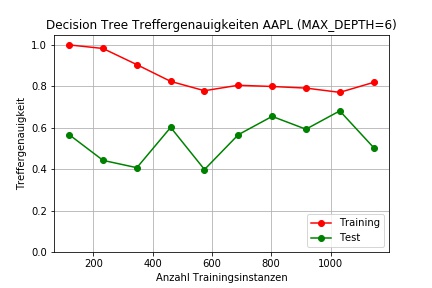 Decision Tree Treffergenauigkeiten AAPL (MAX_DEPTH=6)
1.0
0.8
0.6
0.4
0.2
0.0
Treffergenauigkeit
200
400
600
800
1000
Anzahl Trainingsinstanzen
Training
Test